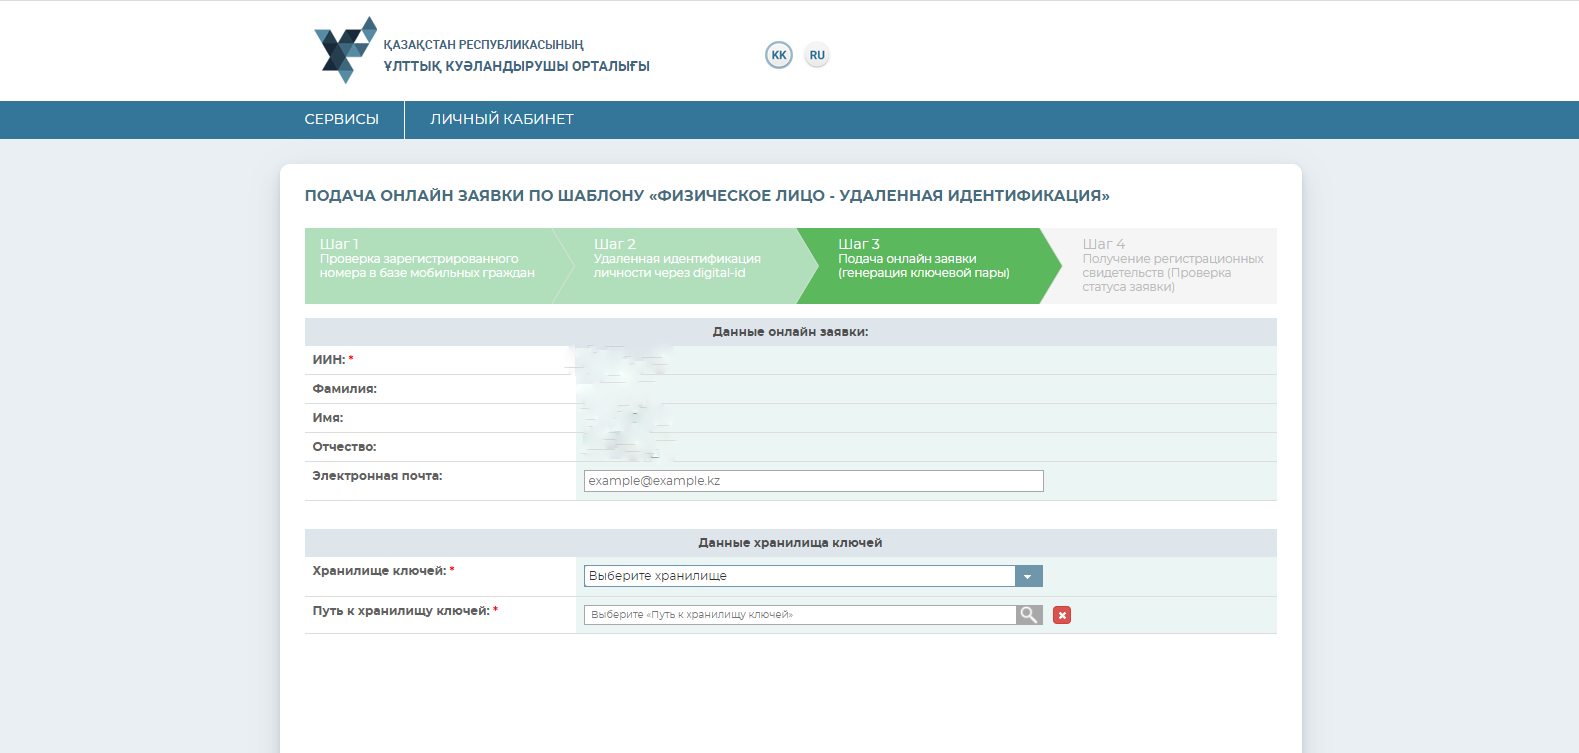 ҚАЗАҚСТАН РЕСПУБЛИКАСЫНЫҢ
ҰЛТТЫҚ КУӘЛАНДЫРУШЫ ОРТАЛЫҒЫ
KK RU
СЕРВИСЫ ЛИЧНЫЙ КАБИНЕТ
ПОДАЧА ОНЛАЙН ЗАЯВКИ ПО ШАБЛОНУ «ФИЗИЧЕСКОЕ ЛИЦО - УДАЛЕННАЯ ИДЕНТИФИКАЦИЯ»
Шаг 1
Проверка зарегистрированного
номера в базе мобильных граждан
Шаг 2
Удаленная идентификация
личности через digital-id
Шаг 3
Подача онлайн заявки
(генерация ключевой пары)
Шаг 4
Получение регистрационных
свидетельств (Проверка
статуса заявки)
Данные онлайн заявки:
ИИН: *
Фамилия:
Имя:
Отчество:
Электронная почта: example@example.kz
Данные хранилища ключей
Хранилище ключей: * Выберите хранилище
Путь к хранилищу ключей: * Выберите «Путь к хранилищу ключей»